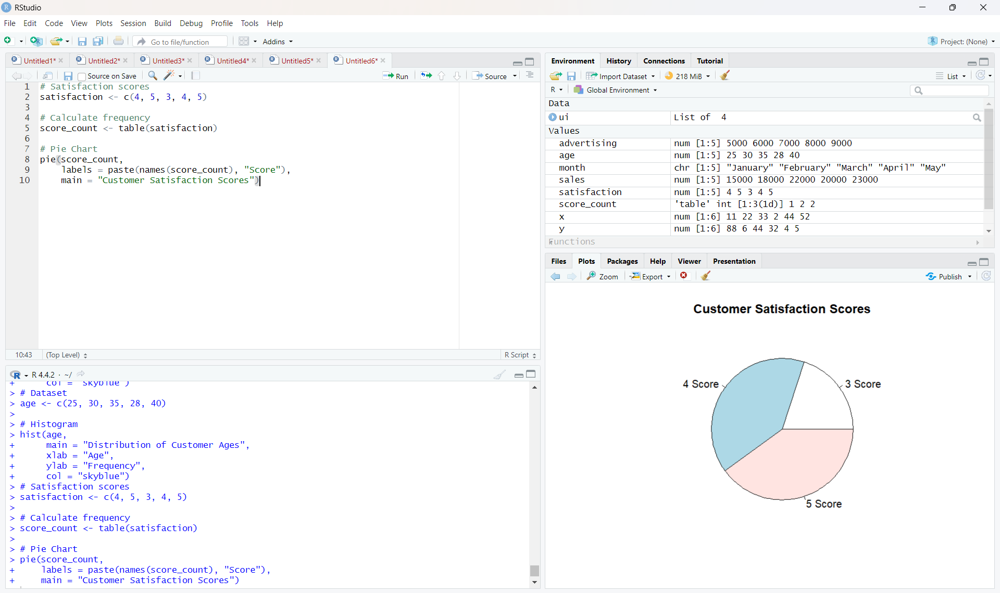 RStudio
File Edit Code View Plots Session Build Debug Profile Tools Help
Go to file/function Addins Project: (None)
Untitled1* Untitled2* Untitled3* Untitled4* Untitled5* Untitled6*
Source on Save Run Source
1 # Satisfaction scores
2 satisfaction <- c(4, 5, 3, 4, 5)
3
4 # Calculate frequency
5 score_count <- table(satisfaction)
6
7 # Pie Chart
8 pie(score_count,
9 labels = paste(names(score_count), "Score"),
10 main = "Customer Satisfaction Scores")
10:43 (Top Level) R Script
R 4.4.2 · ~/
+ col = "skyblue")
> # Dataset
> age <- c(25, 30, 35, 28, 40)
>
> # Histogram
> hist(age,
+ main = "Distribution of Customer Ages",
+ xlab = "Age",
+ ylab = "Frequency",
+ col = "skyblue")
> # Satisfaction scores
> satisfaction <- c(4, 5, 3, 4, 5)
>
> # Calculate frequency
> score_count <- table(satisfaction)
>
> # Pie Chart
> pie(score_count,
+ labels = paste(names(score_count), "Score"),
+ main = "Customer Satisfaction Scores")
Environment History Connections Tutorial
Import Dataset 218 MiB List
R Global Environment
Data
ui List of 4
Values
advertising num [1:5] 5000 6000 7000 8000 9000
age num [1:5] 25 30 35 28 40
month chr [1:5] "January" "February" "March" "April" "May"
sales num [1:5] 15000 18000 22000 20000 23000
satisfaction num [1:5] 4 5 3 4 5
score_count 'table' int [1:3(1d)] 1 2 2
x num [1:6] 11 22 33 2 44 52
y num [1:6] 88 6 44 32 4 5
Functions
Files Plots Packages Help Viewer Presentation
Zoom Export Publish
Customer Satisfaction Scores
4 Score
3 Score
5 Score